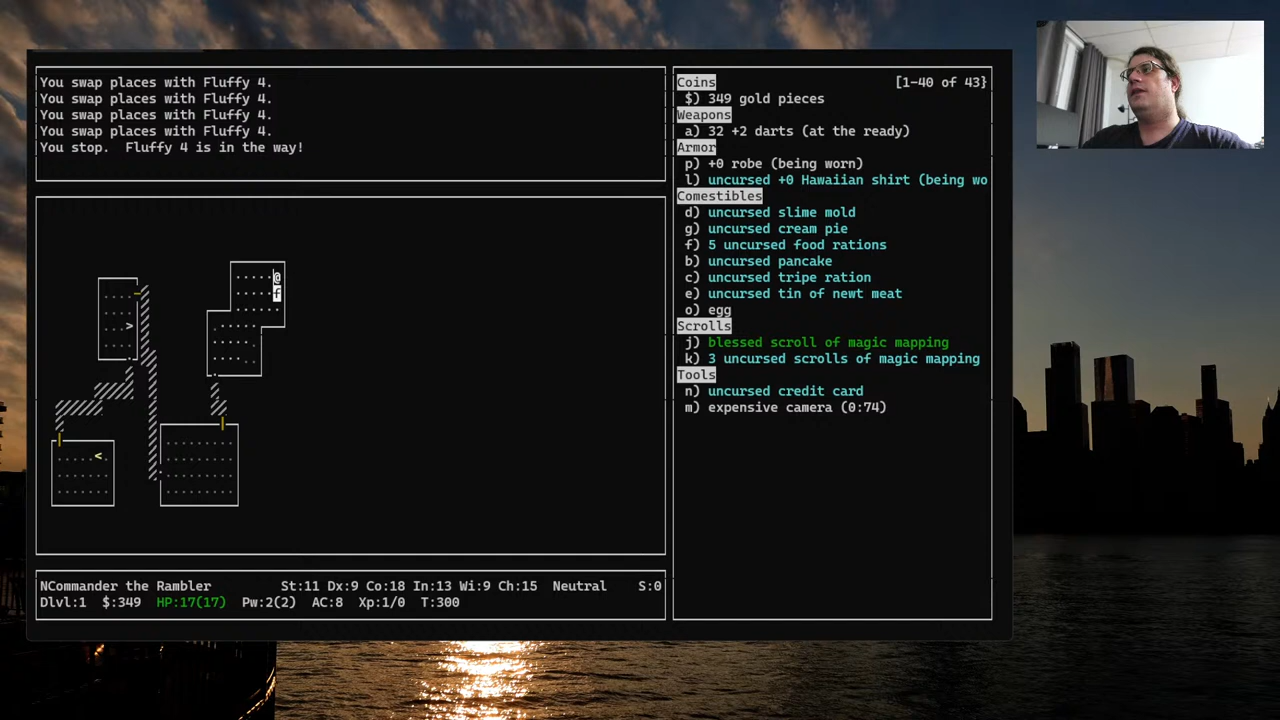 You swap places with Fluffy 4.
You swap places with Fluffy 4.
You swap places with Fluffy 4.
You swap places with Fluffy 4.
You stop.  Fluffy 4 is in the way!
Coins [1-40 of 43}
$) 349 gold pieces
Weapons
a) 32 +2 darts (at the ready)
Armor
p) +0 robe (being worn)
l) uncursed +0 Hawaiian shirt (being wo
Comestibles
d) uncursed slime mold
g) uncursed cream pie
f) 5 uncursed food rations
b) uncursed pancake
c) uncursed tripe ration
e) uncursed tin of newt meat
o) egg
Scrolls
j) blessed scroll of magic mapping
k) 3 uncursed scrolls of magic mapping
Tools
n) uncursed credit card
m) expensive camera (0:74)
@
f
>
<
NCommander the Rambler St:11 Dx:9 Co:18 In:13 Wi:9 Ch:15 Neutral S:0
Dlvl:1 $:349 HP:17(17) Pw:2(2) AC:8 Xp:1/0 T:300